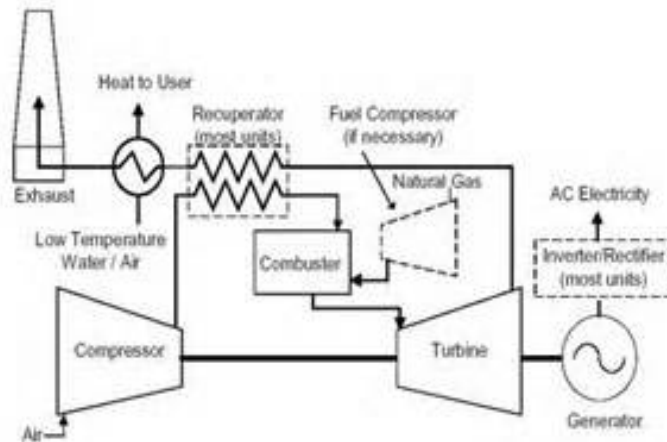 Heat to User
Recuperator
(most units)
Fuel Compressor
(if necessary)
Natural Gas
AC Electricity
Exhaust
Low Temperature
Water / Air
Combuster
Inverter/Rectifier
(most units)
Compressor
Turbine
Generator
Air